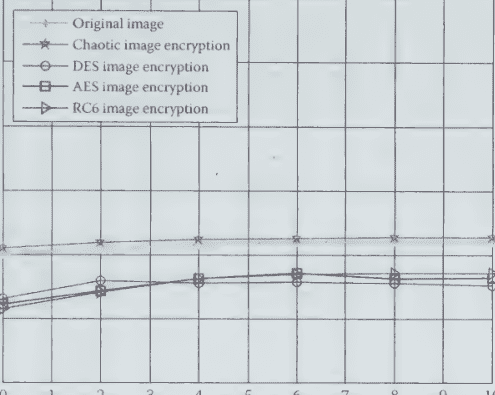 Original image
Chaotic image encryption
DES image encryption
AES image encryption
RC6 image encryption
0 1 2 3 4 5 6 7 8 9 10